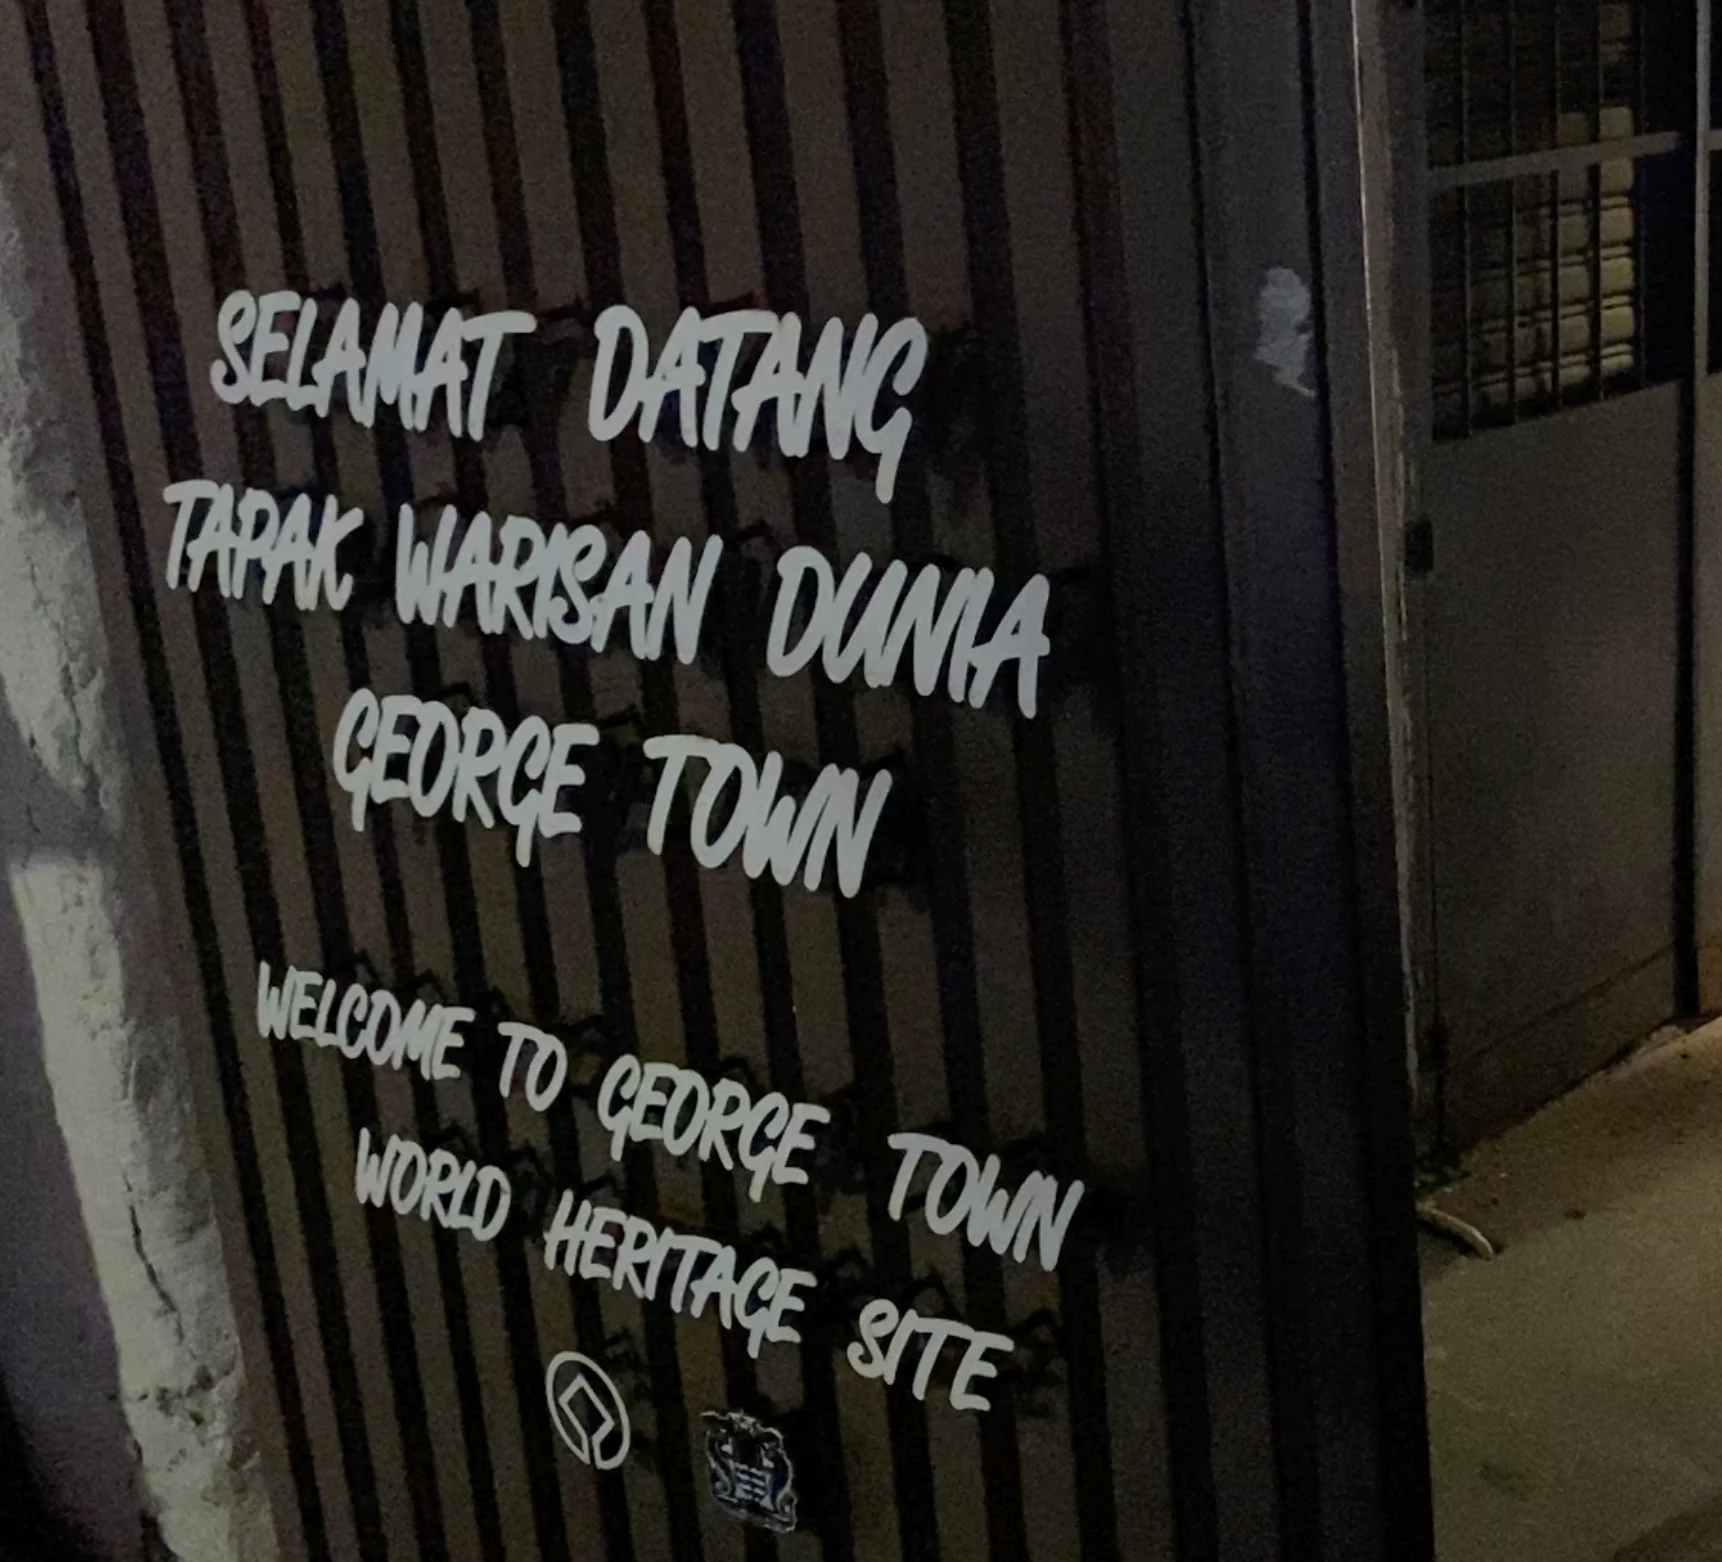 SELAMAT DATANG
TAPAK WARISAN DUNIA
GEORGE TOWN
WELCOME TO GEORGE TOWN
WORLD HERITAGE SITE